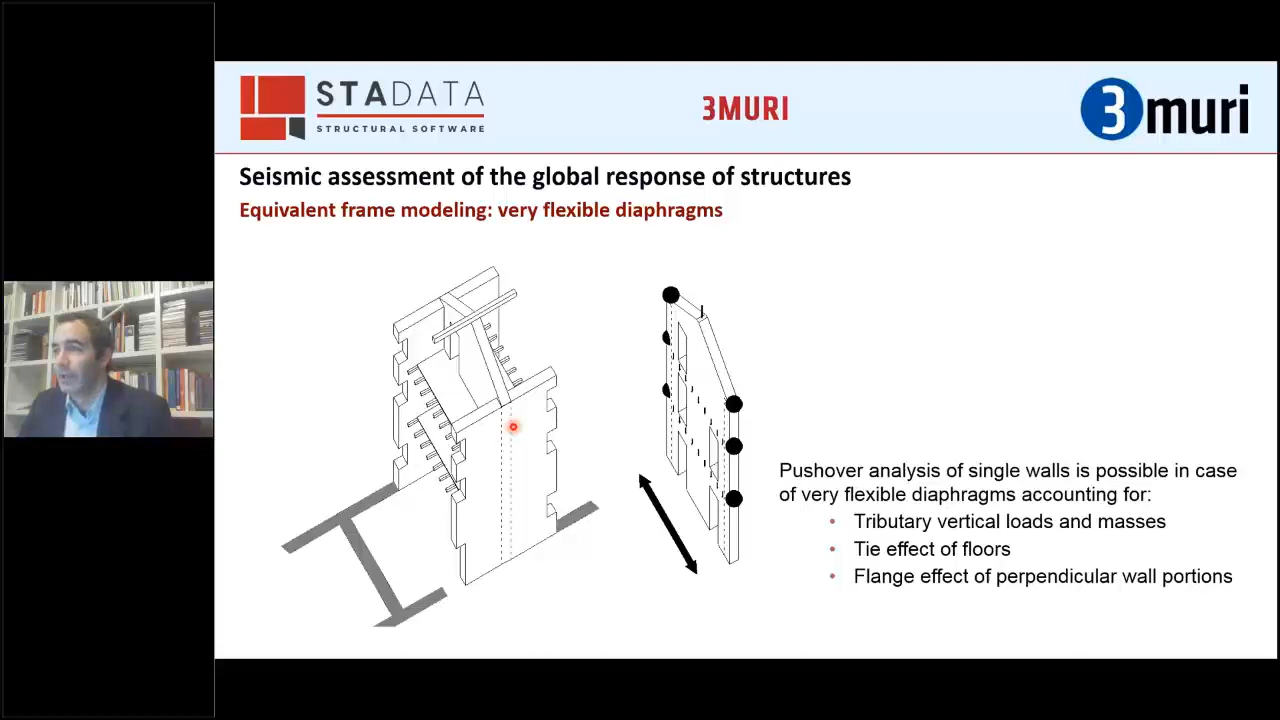 STADATA
STRUCTURAL SOFTWARE
3MURI
3muri
Seismic assessment of the global response of structures
Equivalent frame modeling: very flexible diaphragms
Pushover analysis of single walls is possible in case
of very flexible diaphragms accounting for:
• Tributary vertical loads and masses
• Tie effect of floors
• Flange effect of perpendicular wall portions